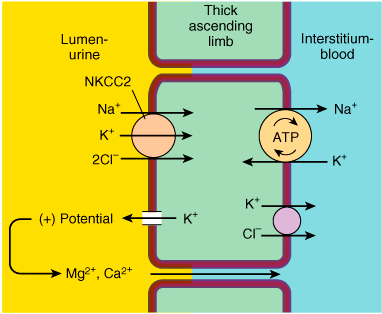 Thick
ascending
limb
Lumen-
urine
Interstitium-
blood
NKCC2
Na⁺
K⁺
2Cl⁻
Na⁺
ATP
K⁺
K⁺
Cl⁻
(+) Potential
K⁺
Mg²⁺, Ca²⁺